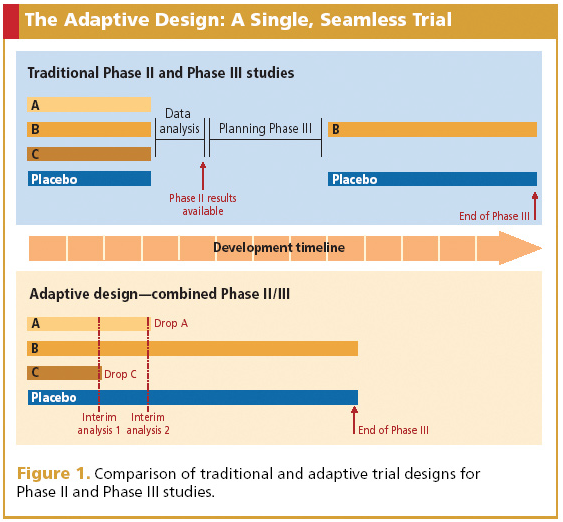 The Adaptive Design: A Single, Seamless Trial
Traditional Phase II and Phase III studies
A
B
C
Placebo
Data
analysis
Planning Phase III
B
Placebo
Phase II results
available
End of Phase III
Development timeline
Adaptive design—combined Phase II/III
A
Drop A
B
C
Drop C
Placebo
Interim
analysis 1
Interim
analysis 2
End of Phase III
Figure 1. Comparison of traditional and adaptive trial designs for
Phase II and Phase III studies.